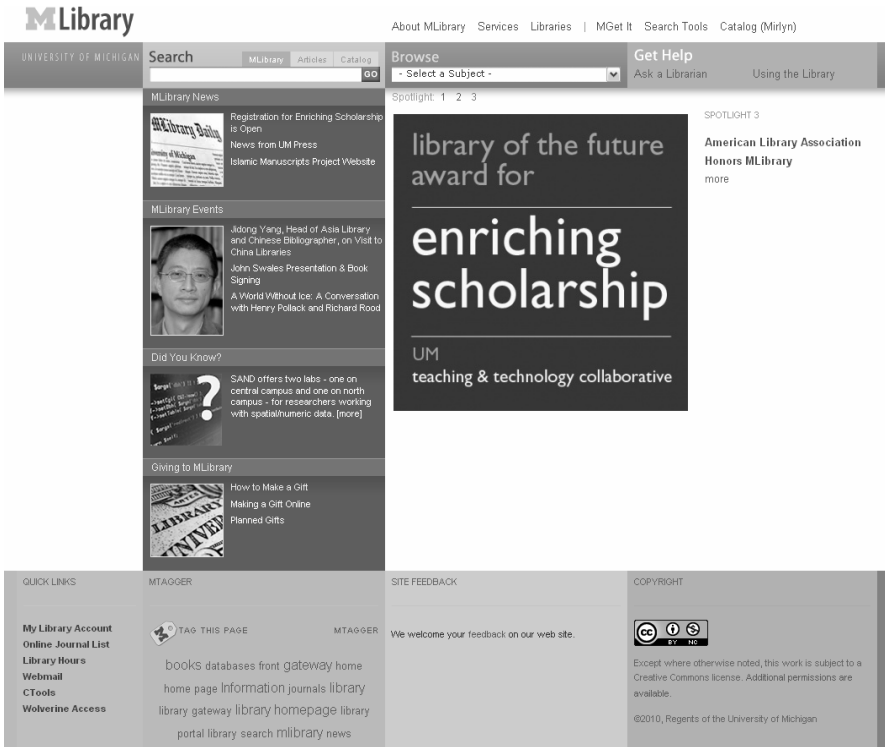 MLibrary
About MLibrary Services Libraries | MGet It Search Tools Catalog (Mirlyn)
UNIVERSITY OF MICHIGAN
Search
MLibrary Articles Catalog
GO
Browse
- Select a Subject -
Get Help
Ask a Librarian Using the Library
MLibrary News
MLibrary Daily
University of Michigan
Registration for Enriching Scholarship
is Open
News from UM Press
Islamic Manuscripts Project Website
MLibrary Events
Jidong Yang, Head of Asia Library
and Chinese Bibliographer, on Visit to
China Libraries
John Swales Presentation & Book
Signing
A World Without Ice: A Conversation
with Henry Pollack and Richard Rood
Did You Know?
?
SAND offers two labs - one on
central campus and one on north
campus - for researchers working
with spatial/numeric data. [more]
Giving to MLibrary
ARTES
LIBRARY
UNIVER
How to Make a Gift
Making a Gift Online
Planned Gifts
Spotlight: 1 2 3
library of the future
award for
enriching
scholarship
UM
teaching & technology collaborative
SPOTLIGHT 3
American Library Association
Honors MLibrary
more
QUICK LINKS
My Library Account
Online Journal List
Library Hours
Webmail
CTools
Wolverine Access
MTAGGER
TAG THIS PAGE MTAGGER
books databases front gateway home
home page Information journals library
library gateway library homepage library
portal library search mlibrary news
SITE FEEDBACK
We welcome your feedback on our web site.
COPYRIGHT
cc
BY NC
Except where otherwise noted, this work is subject to a
Creative Commons license. Additional permissions are
available.
©2010, Regents of the University of Michigan